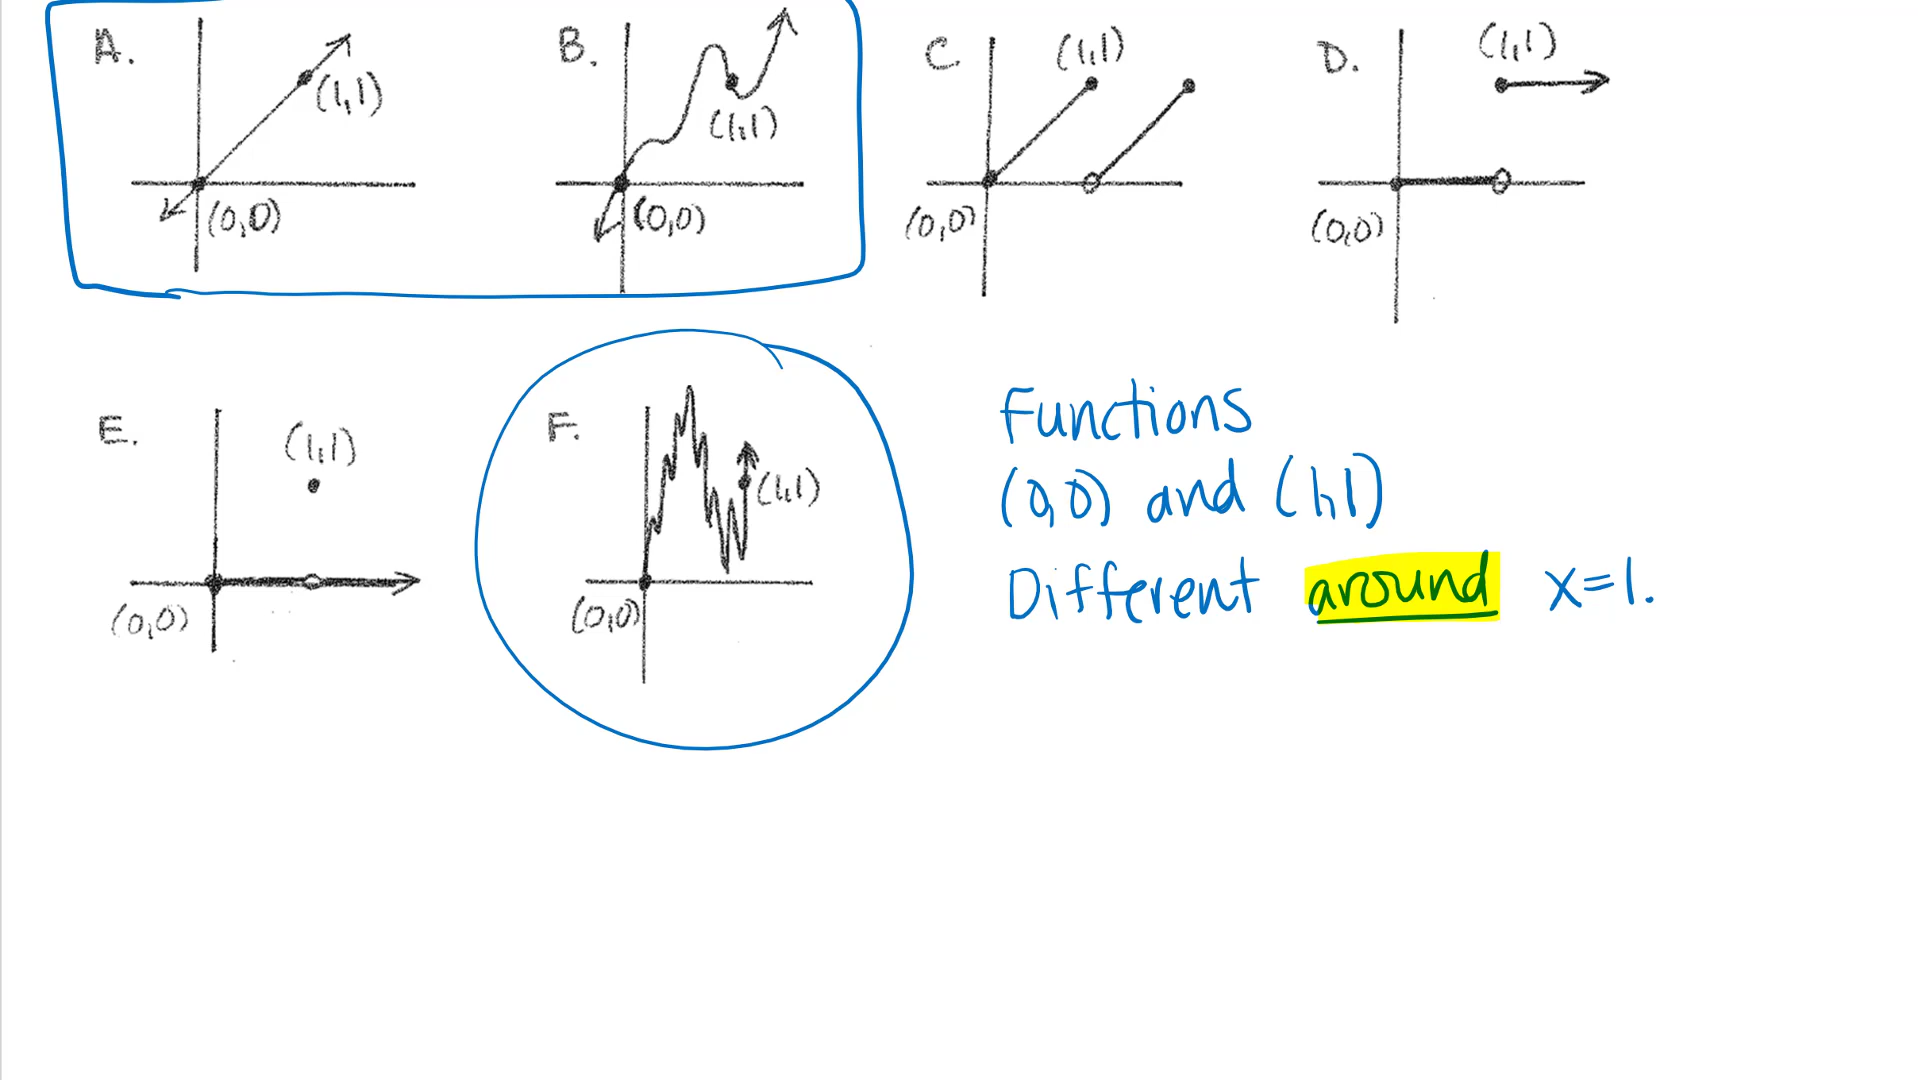 A.
(1,1)
(0,0)
B.
(1,1)
(0,0)
C
(1,1)
(0,0)
D.
(1,1)
(0,0)
E.
(1,1)
(0,0)
F.
(1,1)
(0,0)
Functions
(0,0) and (1,1)
Different around x=1.